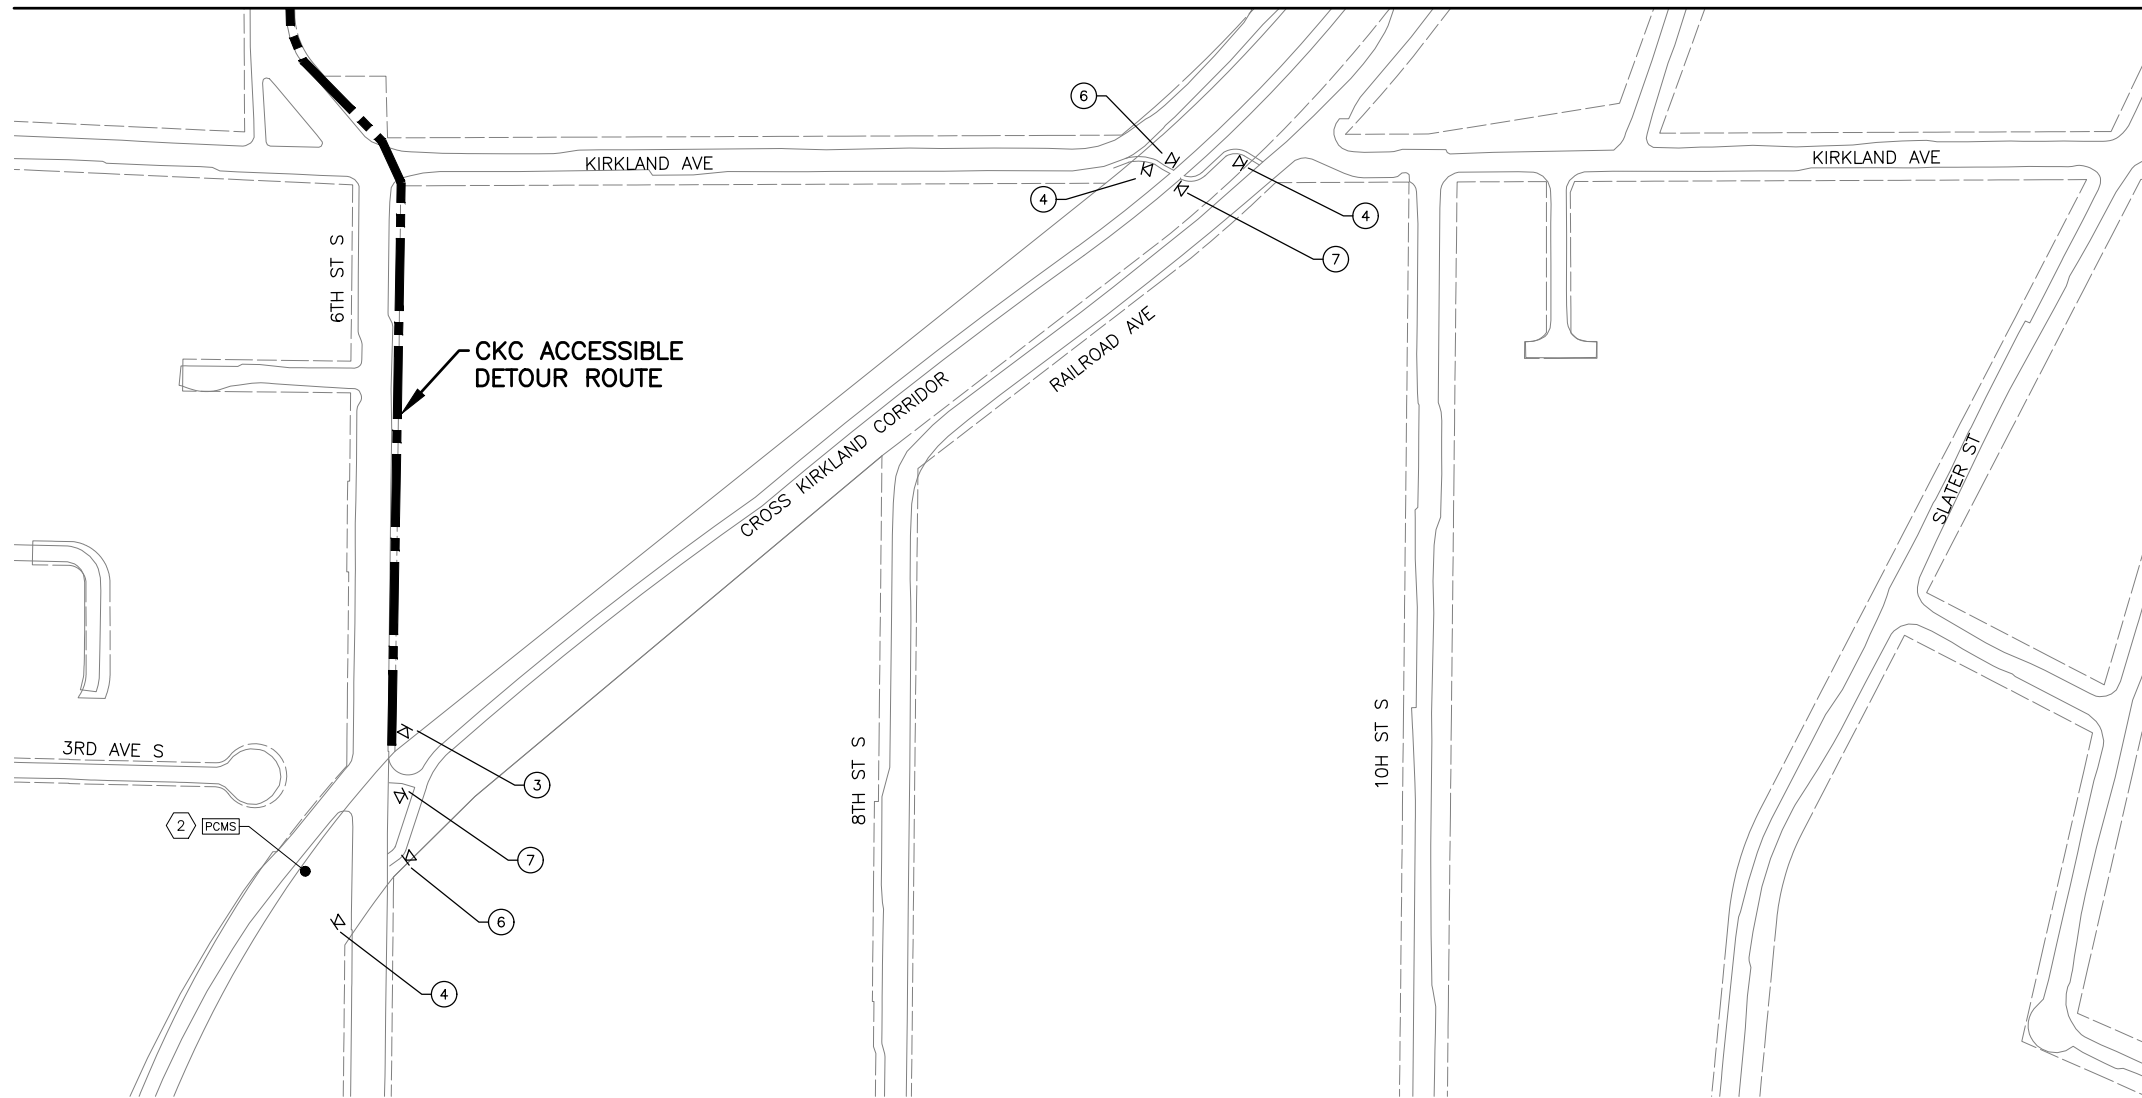 6
KIRKLAND AVE
KIRKLAND AVE
4
4
7
6TH ST S
CKC ACCESSIBLE
DETOUR ROUTE
RAILROAD AVE
CROSS KIRKLAND CORRIDOR
SLATER ST
3RD AVE S
3
8TH ST S
10H ST S
2
PCMS
7
6
4